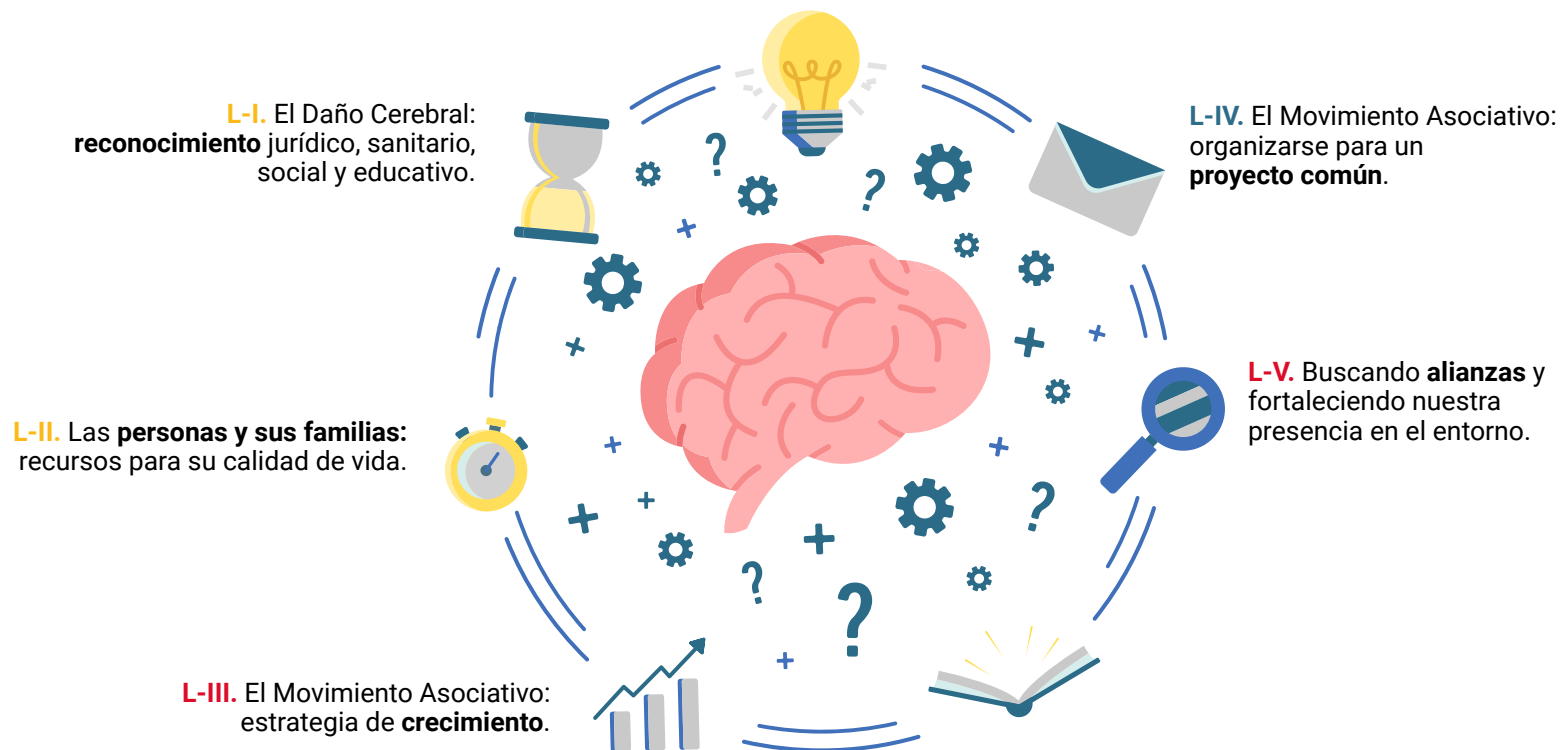 L-I. El Daño Cerebral:
reconocimiento jurídico, sanitario,
social y educativo.
L-II. Las personas y sus familias:
recursos para su calidad de vida.
L-III. El Movimiento Asociativo:
estrategia de crecimiento.
L-IV. El Movimiento Asociativo:
organizarse para un
proyecto común.
L-V. Buscando alianzas y
fortaleciendo nuestra
presencia en el entorno.